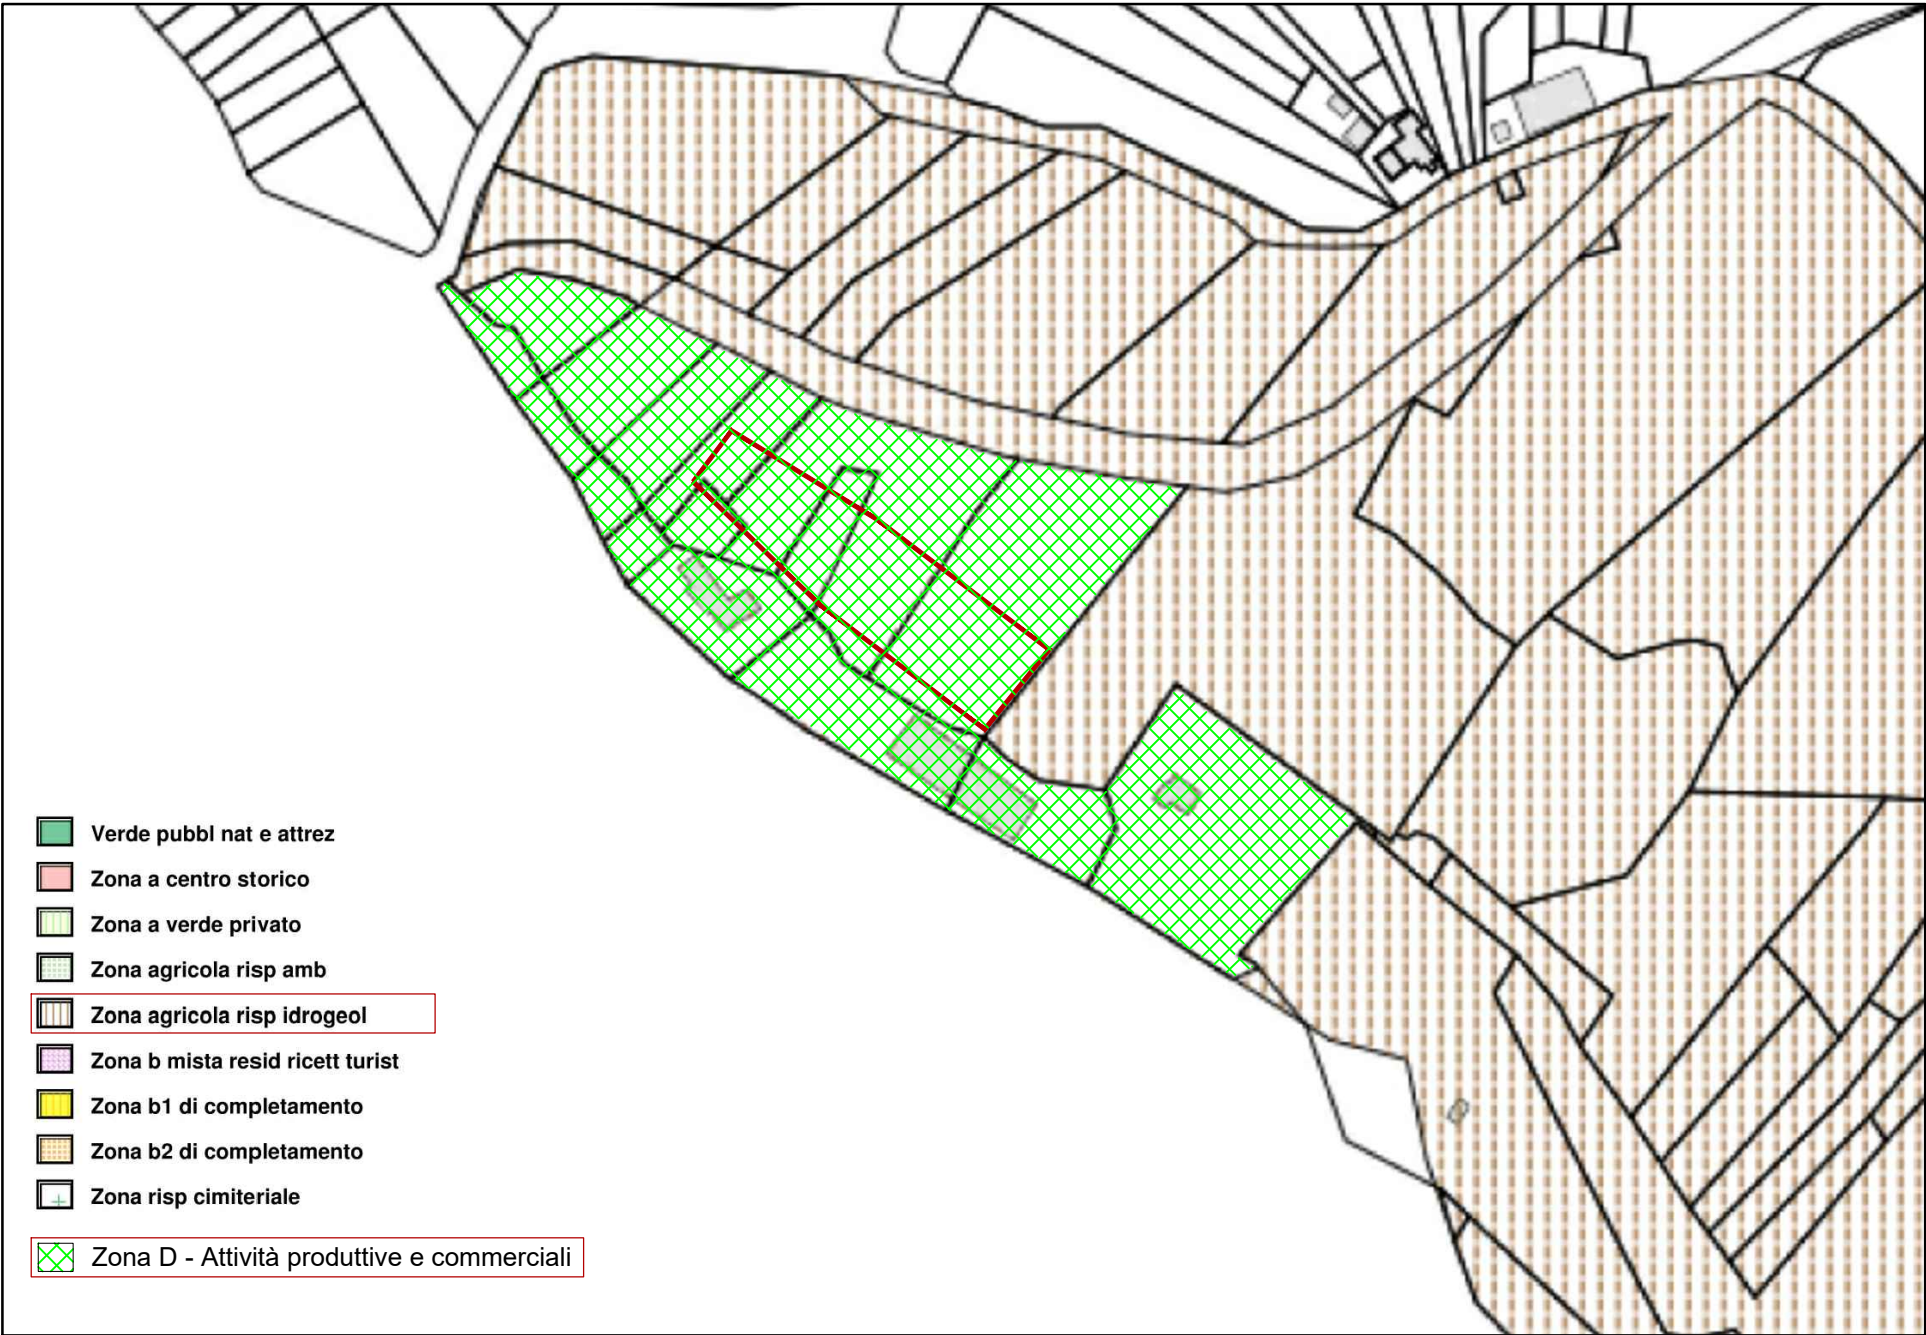 Verde pubbl nat e attrez
Zona a centro storico
Zona a verde privato
Zona agricola risp amb
Zona agricola risp idrogeol
Zona b mista resid ricett turist
Zona b1 di completamento
Zona b2 di completamento
Zona risp cimiteriale
Zona D - Attività produttive e commerciali